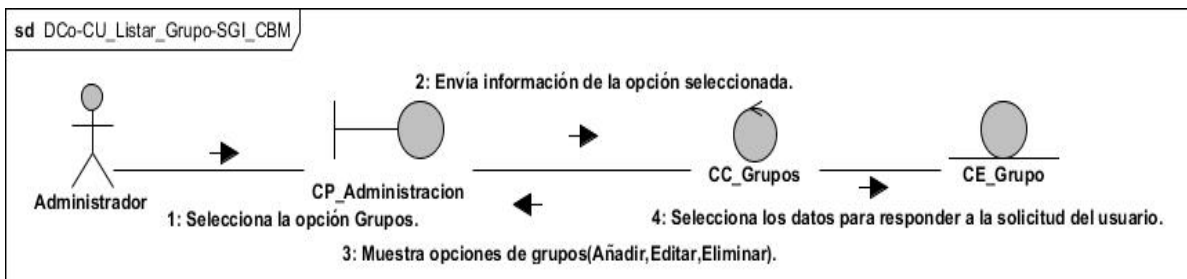 sd DCo-CU_Listar_Grupo-SGI_CBM
2: Envía información de la opción seleccionada.
Administrador
CP_Administracion
CC_Grupos
CE_Grupo
1: Selecciona la opción Grupos.
4: Selecciona los datos para responder a la solicitud del usuario.
3: Muestra opciones de grupos(Añadir,Editar,Eliminar).